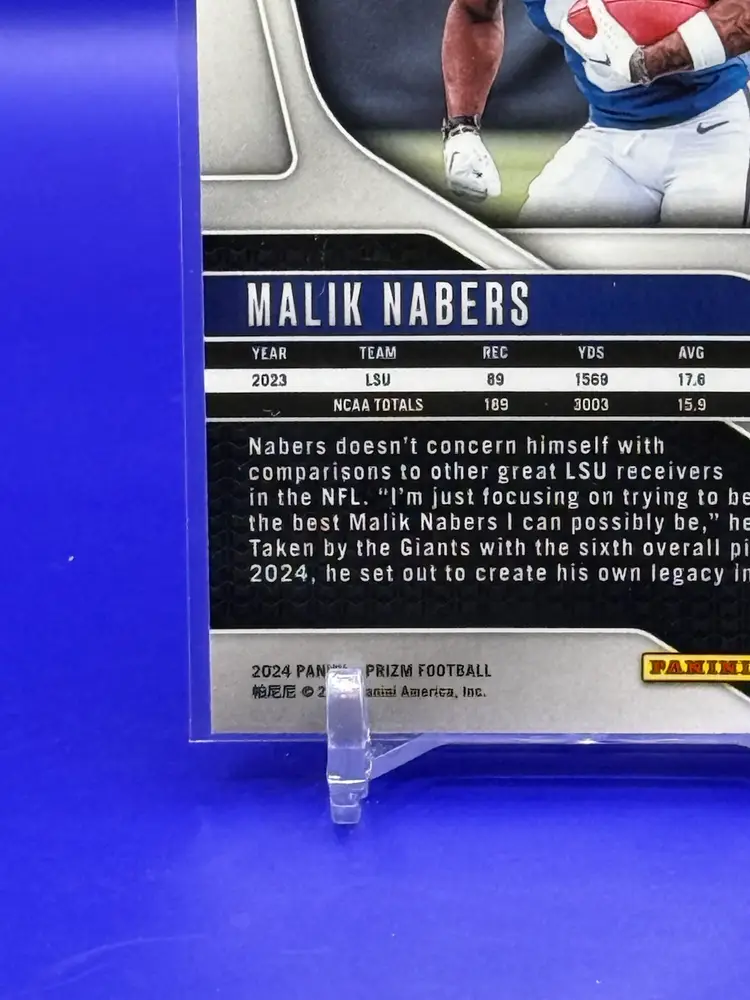 MALIK NABERS
YEAR TEAM REC YDS AVG
2023 LSU 89 1569 17.6
NCAA TOTALS 189 3003 15.9
Nabers doesn't concern himself with
comparisons to other great LSU receivers
in the NFL. "I'm just focusing on trying to be
the best Malik Nabers I can possibly be," he
Taken by the Giants with the sixth overall pi
2024, he set out to create his own legacy in
2024 PRIZM FOOTBALL
帕尼尼 © America, Inc.
PANINI